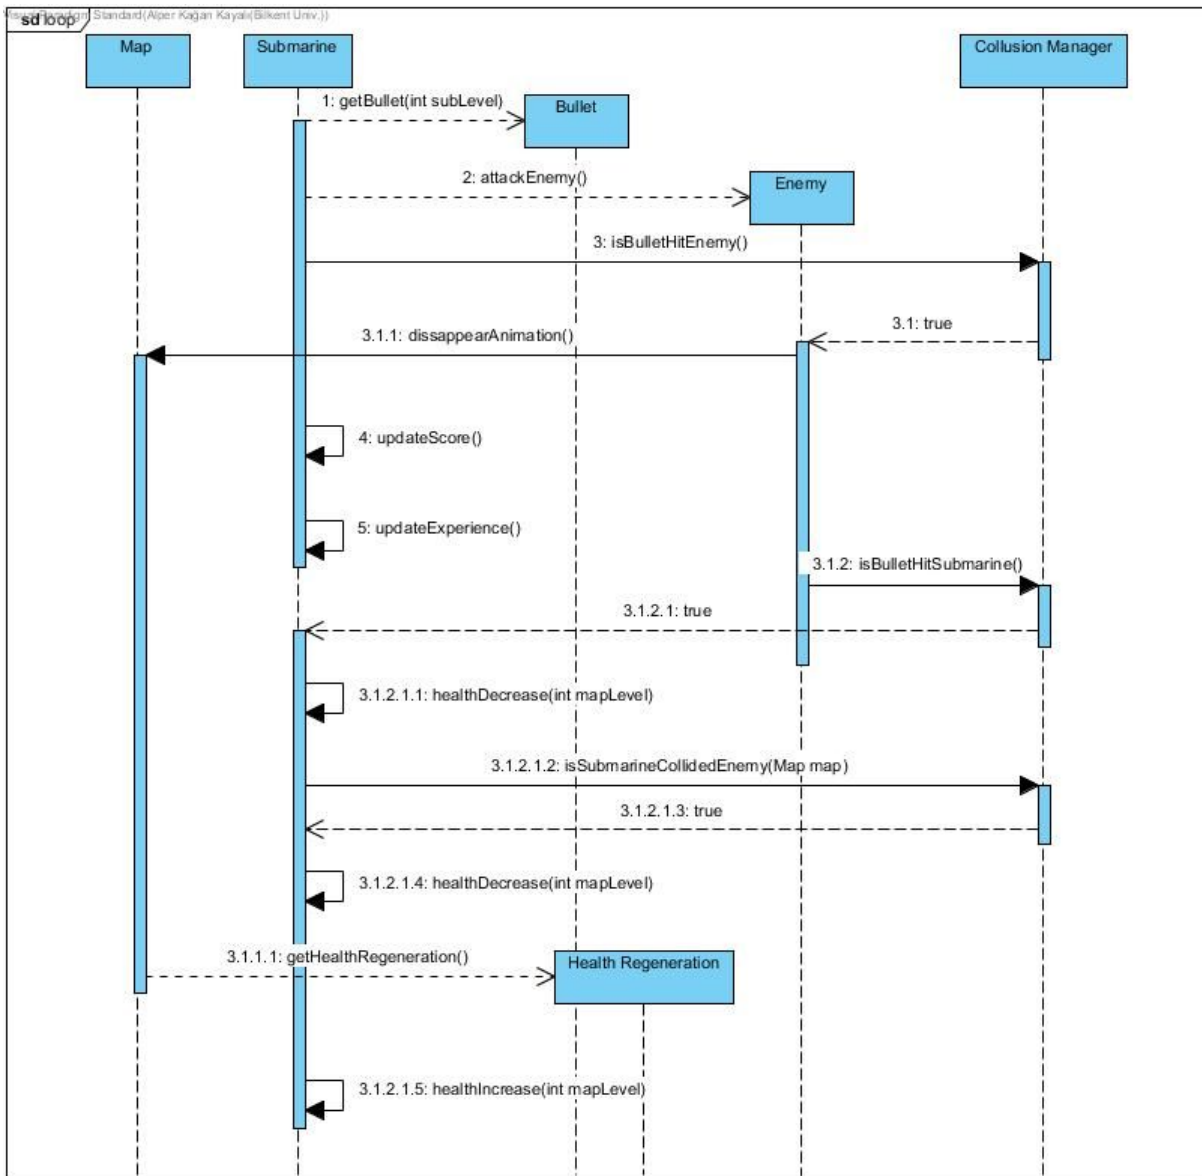 Visual Paradigm Standard(Alper Kağan Kayalı(Bilkent Univ.))
sd loop
Map
Submarine
Collusion Manager
1: getBullet(int subLevel)
Bullet
2: attackEnemy()
Enemy
3: isBulletHitEnemy()
3.1: true
3.1.1: dissappearAnimation()
4: updateScore()
5: updateExperience()
3.1.2: isBulletHitSubmarine()
3.1.2.1: true
3.1.2.1.1: healthDecrease(int mapLevel)
3.1.2.1.2: isSubmarineCollidedEnemy(Map map)
3.1.2.1.3: true
3.1.2.1.4: healthDecrease(int mapLevel)
3.1.1.1: getHealthRegeneration()
Health Regeneration
3.1.2.1.5: healthIncrease(int mapLevel)